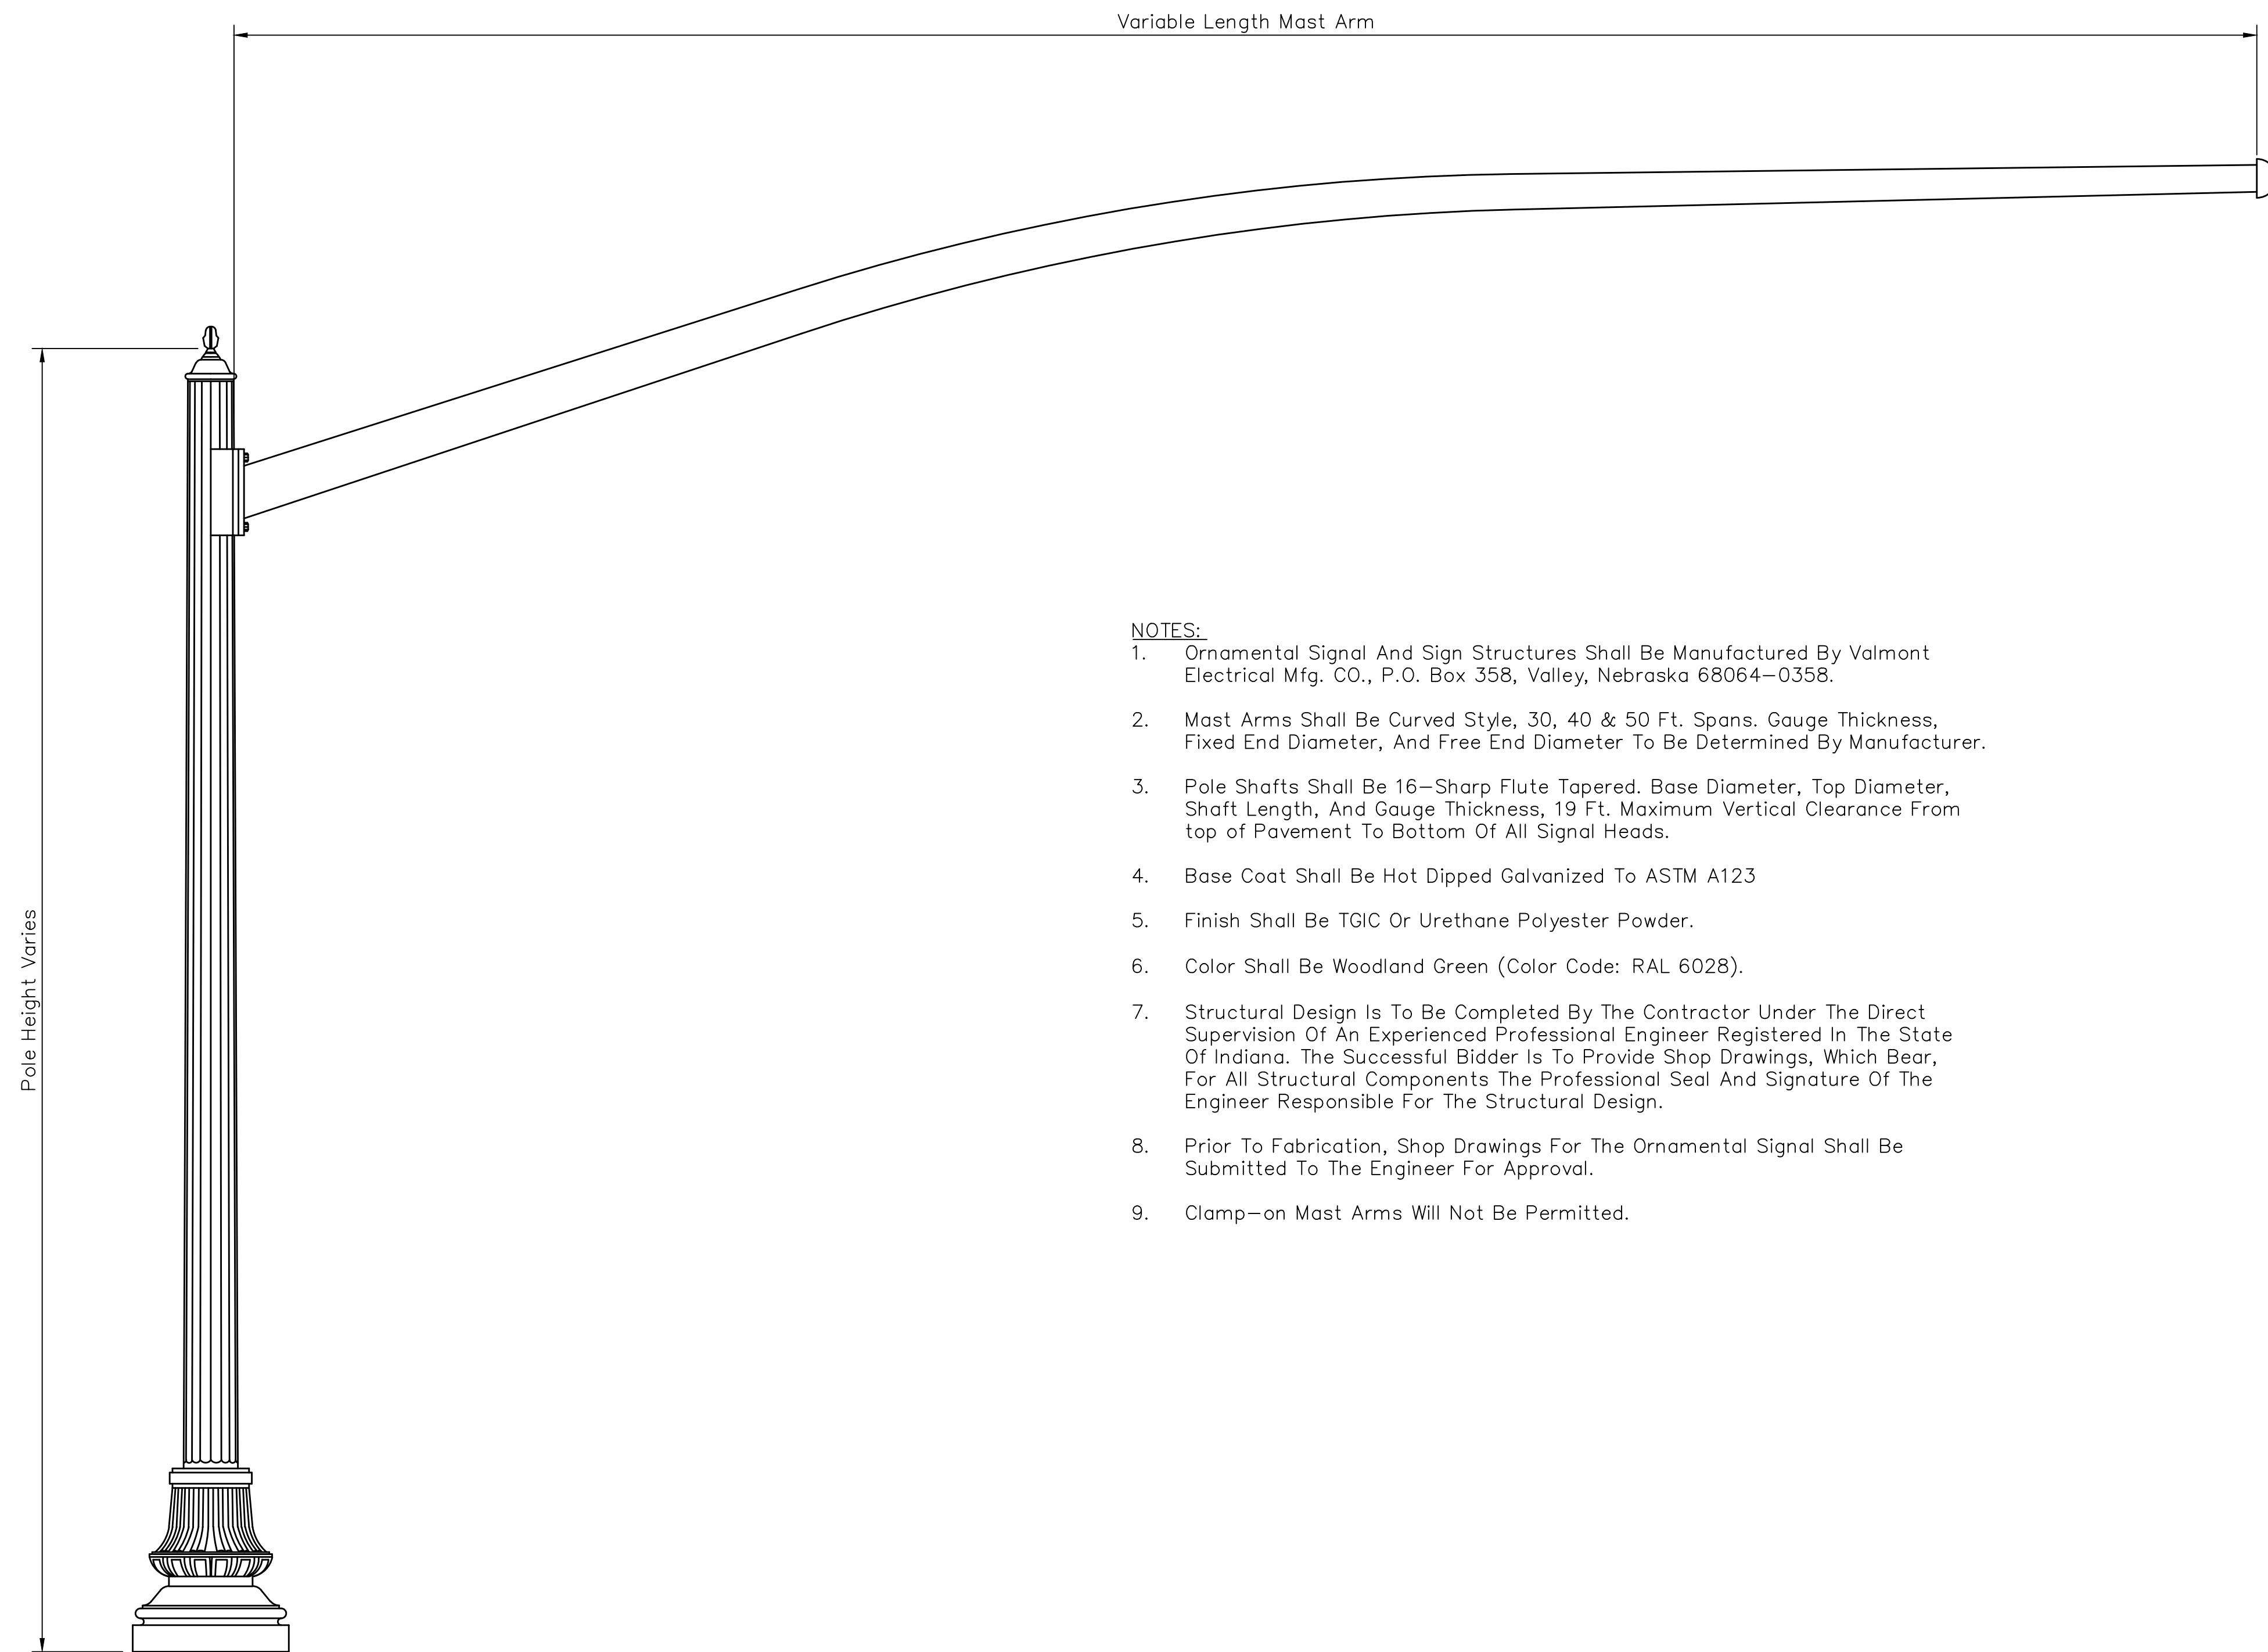 Variable Length Mast Arm
Pole Height Varies
NOTES:
1. Ornamental Signal And Sign Structures Shall Be Manufactured By Valmont
Electrical Mfg. CO., P.O. Box 358, Valley, Nebraska 68064-0358.
2. Mast Arms Shall Be Curved Style, 30, 40 & 50 Ft. Spans. Gauge Thickness,
Fixed End Diameter, And Free End Diameter To Be Determined By Manufacturer.
3. Pole Shafts Shall Be 16-Sharp Flute Tapered. Base Diameter, Top Diameter,
Shaft Length, And Gauge Thickness, 19 Ft. Maximum Vertical Clearance From
top of Pavement To Bottom Of All Signal Heads.
4. Base Coat Shall Be Hot Dipped Galvanized To ASTM A123
5. Finish Shall Be TGIC Or Urethane Polyester Powder.
6. Color Shall Be Woodland Green (Color Code: RAL 6028).
7. Structural Design Is To Be Completed By The Contractor Under The Direct
Supervision Of An Experienced Professional Engineer Registered In The State
Of Indiana. The Successful Bidder Is To Provide Shop Drawings, Which Bear,
For All Structural Components The Professional Seal And Signature Of The
Engineer Responsible For The Structural Design.
8. Prior To Fabrication, Shop Drawings For The Ornamental Signal Shall Be
Submitted To The Engineer For Approval.
9. Clamp-on Mast Arms Will Not Be Permitted.